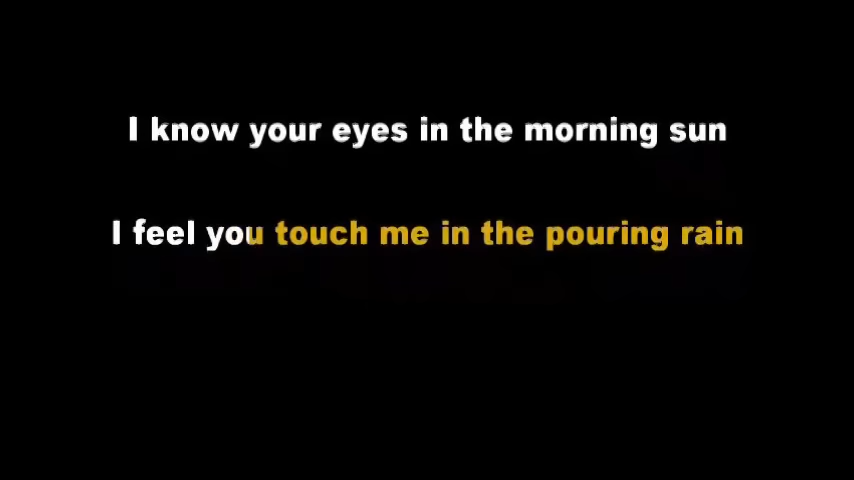 I know your eyes in the morning sun
I feel you touch me in the pouring rain